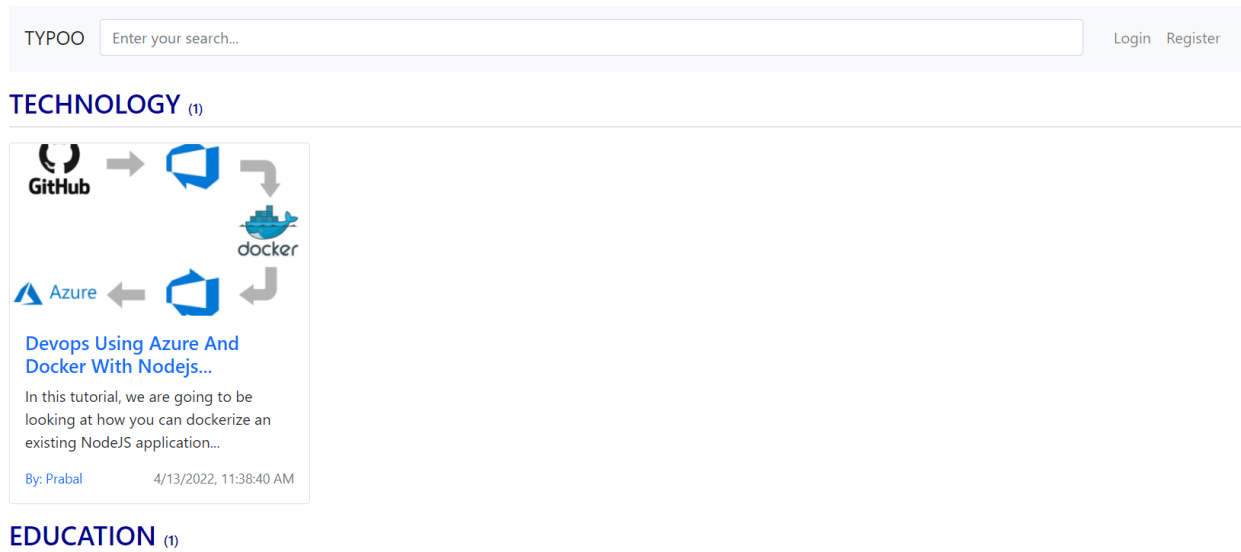 TYPOO Enter your search... Login Register
TECHNOLOGY (1)
GitHub
docker
Azure
Devops Using Azure And
Docker With Nodejs...
In this tutorial, we are going to be
looking at how you can dockerize an
existing NodeJS application...
By: Prabal 4/13/2022, 11:38:40 AM
EDUCATION (1)